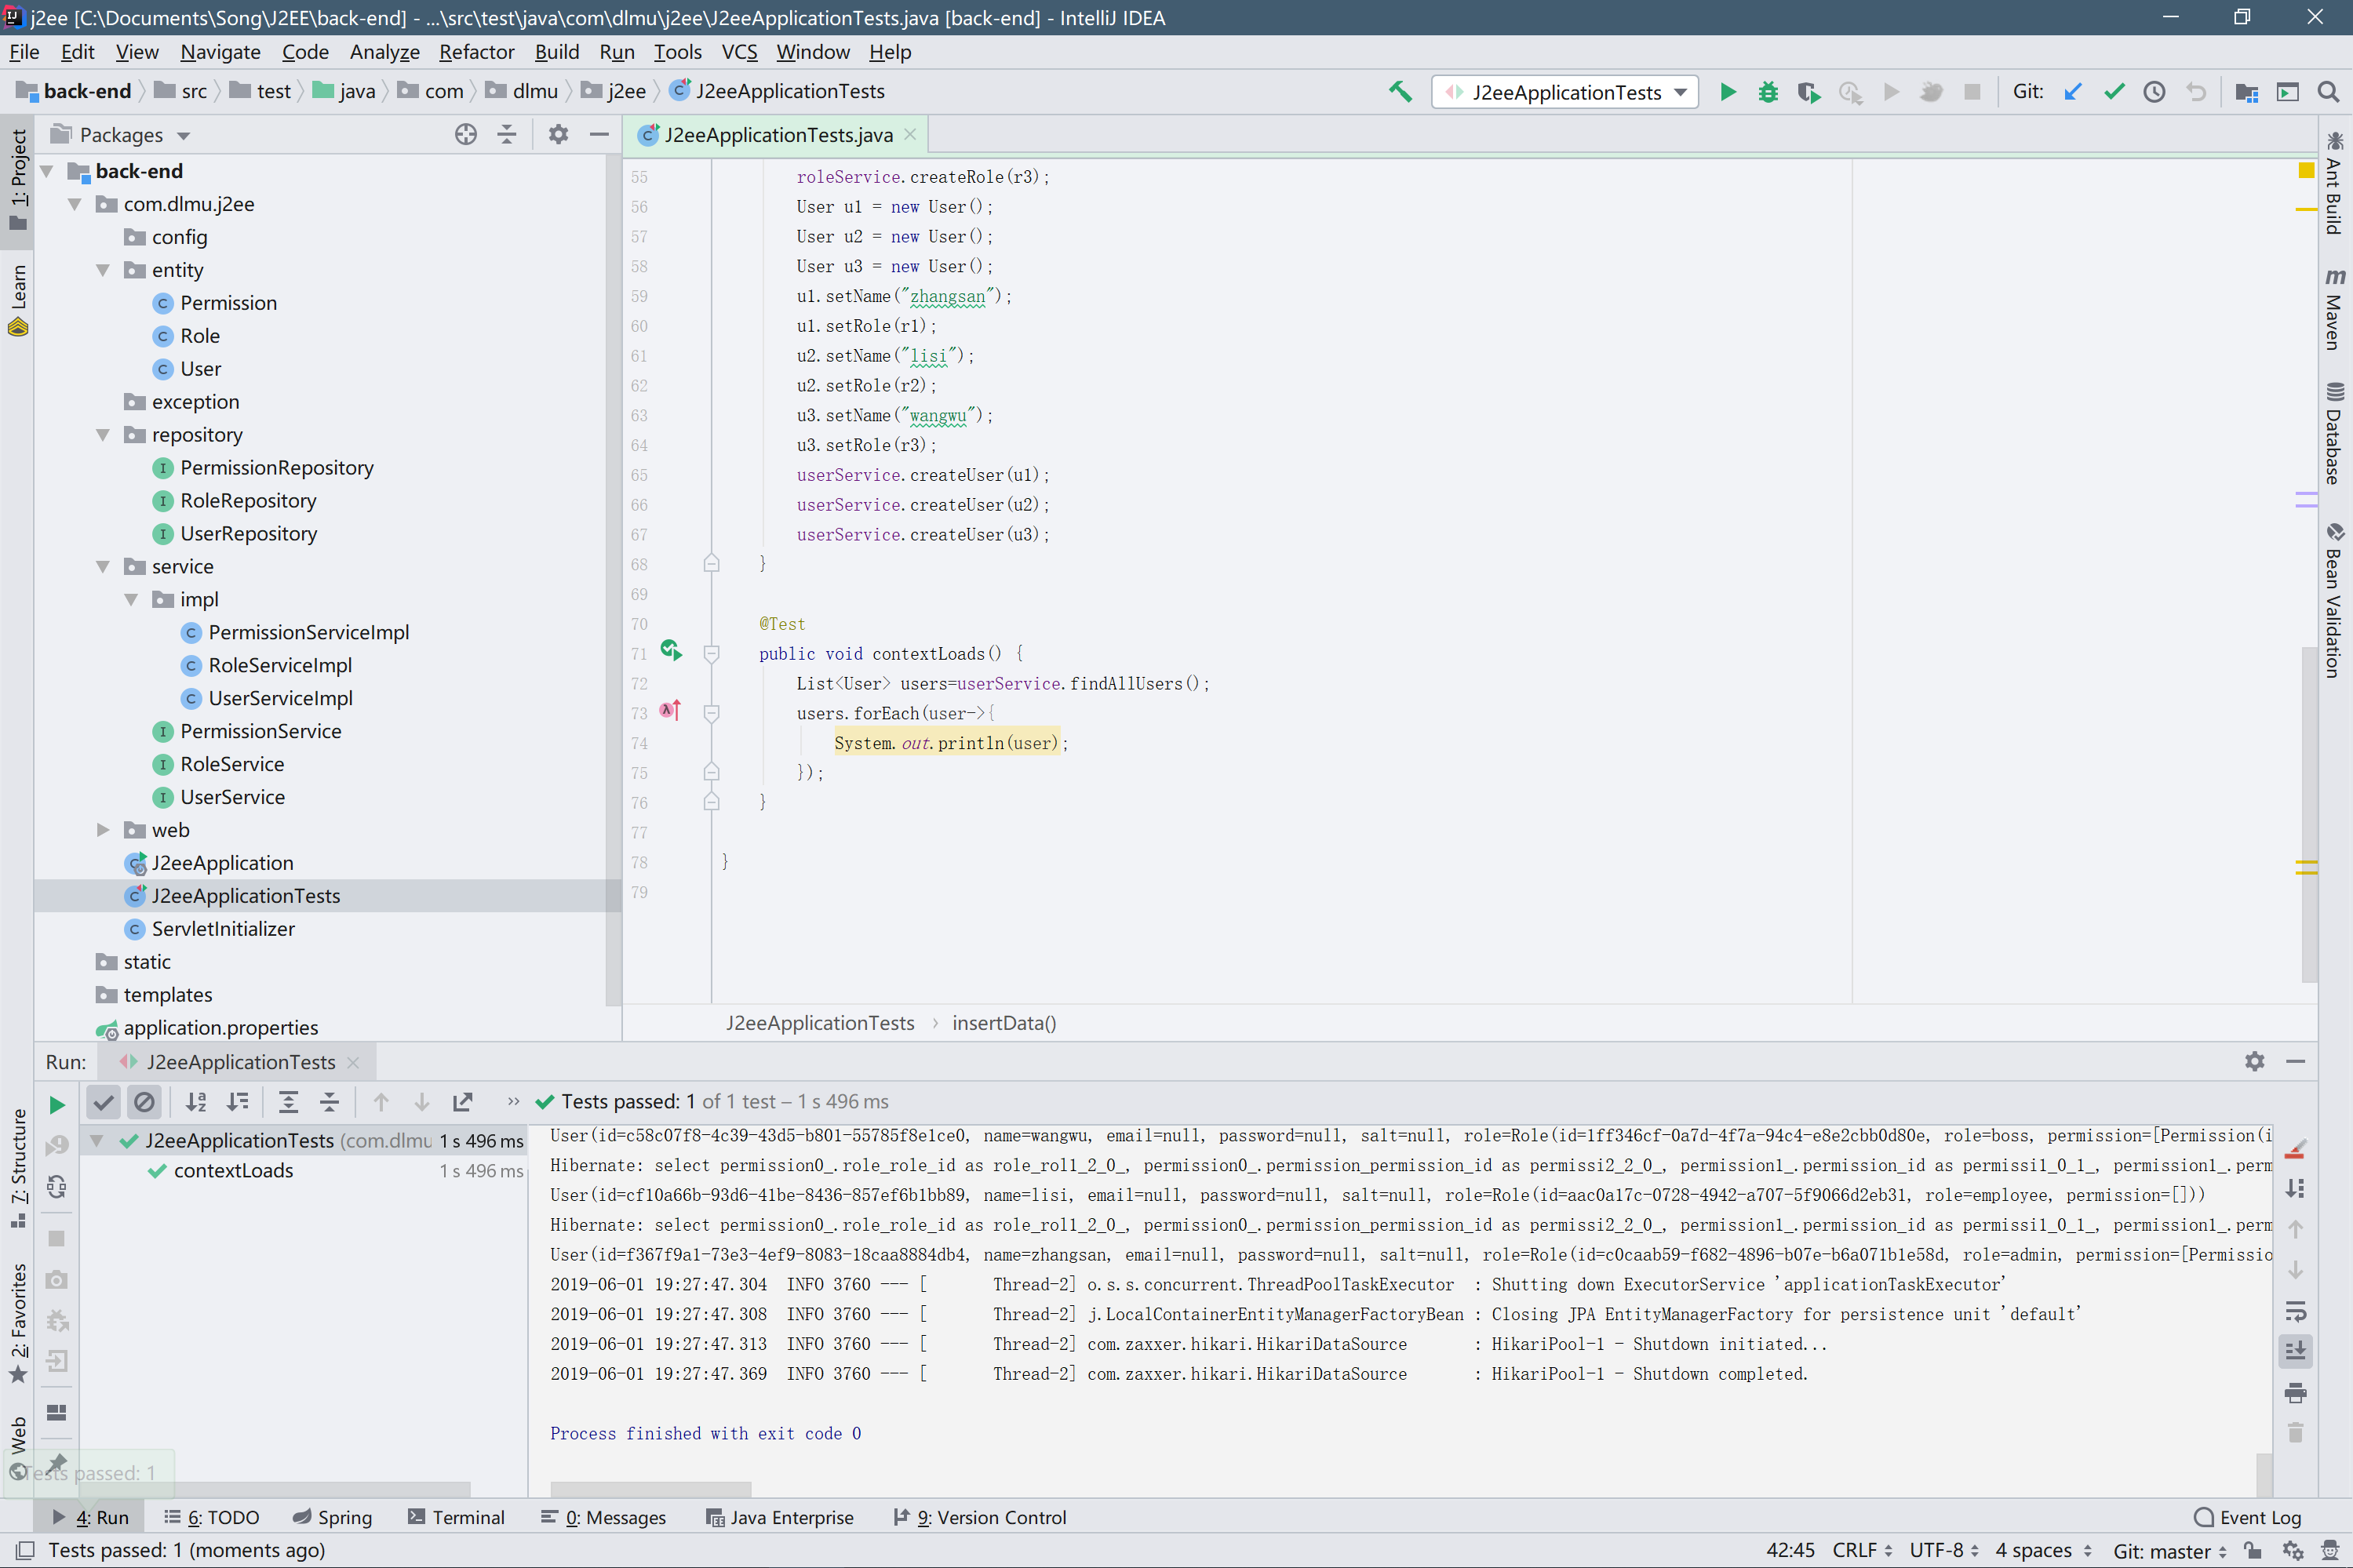 j2ee [C:\Documents\Song\J2EE\back-end] - ...\src\test\java\com\dlmu\j2ee\J2eeApplicationTests.java [back-end] - IntelliJ IDEA
File Edit View Navigate Code Analyze Refactor Build Run Tools VCS Window Help
back-end src test java com dlmu j2ee J2eeApplicationTests
J2eeApplicationTests
Git:
1: Project
Learn
7: Structure
2: Favorites
Web
Packages
back-end
com.dlmu.j2ee
config
entity
Permission
Role
User
exception
repository
PermissionRepository
RoleRepository
UserRepository
service
impl
PermissionServiceImpl
RoleServiceImpl
UserServiceImpl
PermissionService
RoleService
UserService
web
J2eeApplication
J2eeApplicationTests
ServletInitializer
static
templates
application.properties
J2eeApplicationTests.java
55 roleService.createRole(r3);
56 User u1 = new User();
57 User u2 = new User();
58 User u3 = new User();
59 u1.setName("zhangsan");
60 u1.setRole(r1);
61 u2.setName("lisi");
62 u2.setRole(r2);
63 u3.setName("wangwu");
64 u3.setRole(r3);
65 userService.createUser(u1);
66 userService.createUser(u2);
67 userService.createUser(u3);
68 }
69
70 @Test
71 public void contextLoads() {
72 List<User> users=userService.findAllUsers();
73 users.forEach(user->{
74 System.out.println(user);
75 });
76 }
77
78 }
79
J2eeApplicationTests › insertData()
Ant Build
Maven
Database
Bean Validation
Run: J2eeApplicationTests
Tests passed: 1 of 1 test – 1 s 496 ms
J2eeApplicationTests (com.dlmu 1 s 496 ms
contextLoads 1 s 496 ms
User(id=c58c07f8-4c39-43d5-b801-55785f8e1ce0, name=wangwu, email=null, password=null, salt=null, role=Role(id=1ff346cf-0a7d-4f7a-94c4-e8e2cbb0d80e, role=boss, permission=[Permission(i
Hibernate: select permission0_.role_role_id as role_rol1_2_0_, permission0_.permission_permission_id as permissi2_2_0_, permission1_.permission_id as permissi1_0_1_, permission1_.perm
User(id=cf10a66b-93d6-41be-8436-857ef6b1bb89, name=lisi, email=null, password=null, salt=null, role=Role(id=aac0a17c-0728-4942-a707-5f9066d2eb31, role=employee, permission=[]))
Hibernate: select permission0_.role_role_id as role_rol1_2_0_, permission0_.permission_permission_id as permissi2_2_0_, permission1_.permission_id as permissi1_0_1_, permission1_.perm
User(id=f367f9a1-73e3-4ef9-8083-18caa8884db4, name=zhangsan, email=null, password=null, salt=null, role=Role(id=c0caab59-f682-4896-b07e-b6a071b1e58d, role=admin, permission=[Permissio
2019-06-01 19:27:47.304 INFO 3760 --- [ Thread-2] o.s.s.concurrent.ThreadPoolTaskExecutor : Shutting down ExecutorService 'applicationTaskExecutor'
2019-06-01 19:27:47.308 INFO 3760 --- [ Thread-2] j.LocalContainerEntityManagerFactoryBean : Closing JPA EntityManagerFactory for persistence unit 'default'
2019-06-01 19:27:47.313 INFO 3760 --- [ Thread-2] com.zaxxer.hikari.HikariDataSource : HikariPool-1 - Shutdown initiated...
2019-06-01 19:27:47.369 INFO 3760 --- [ Thread-2] com.zaxxer.hikari.HikariDataSource : HikariPool-1 - Shutdown completed.
Process finished with exit code 0
Tests passed: 1
4: Run 6: TODO Spring Terminal 0: Messages Java Enterprise 9: Version Control Event Log
Tests passed: 1 (moments ago) 42:45 CRLF UTF-8 4 spaces Git: master